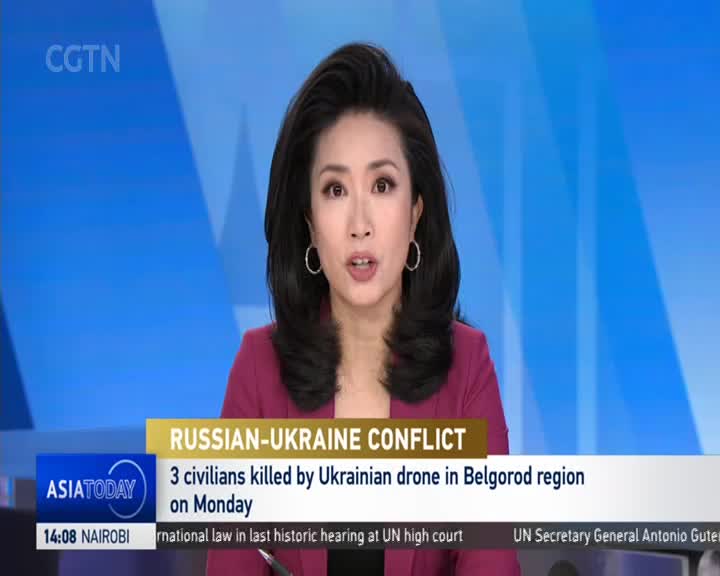 CGTN
RUSSIAN-UKRAINE CONFLICT
3 civilians killed by Ukrainian drone in Belgorod region
on Monday
ASIATODAY
14:08 NAIROBI
national law in last historic hearing at UN high court UN Secretary General Antonio Guter